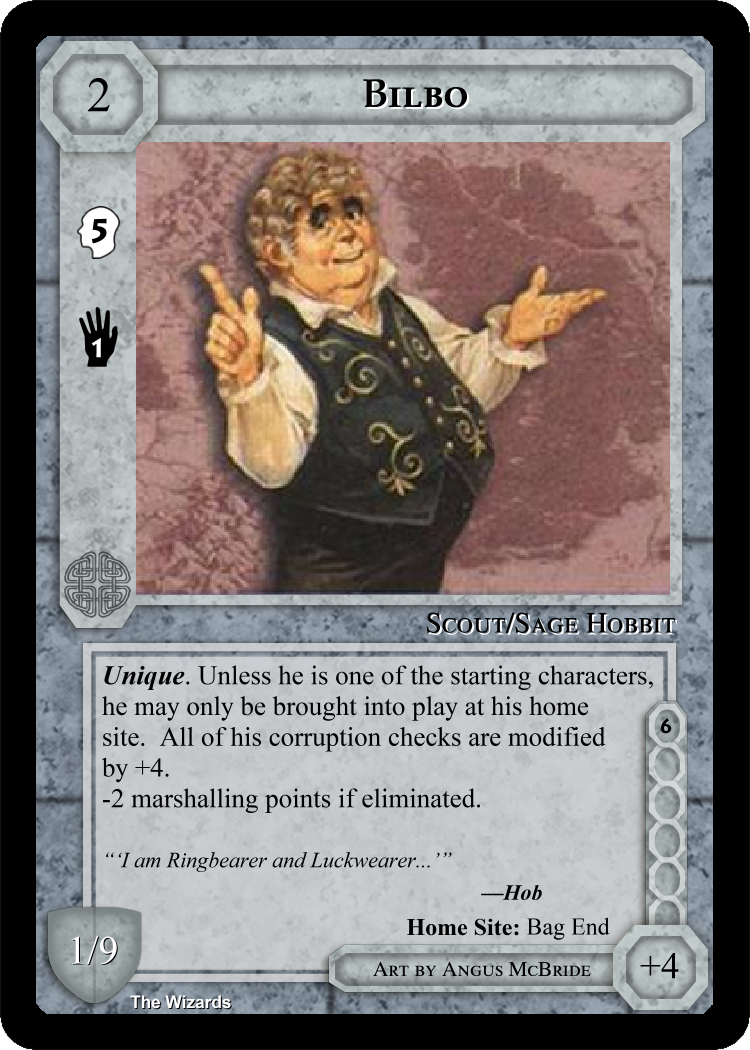 2
Bilbo
5
1
Scout/Sage Hobbit
Unique. Unless he is one of the starting characters,
he may only be brought into play at his home
site. All of his corruption checks are modified
by +4.
-2 marshalling points if eliminated.
6
“‘I am Ringbearer and Luckwearer...’”
—Hob
Home Site: Bag End
1/9
Art by Angus McBride
+4
The Wizards